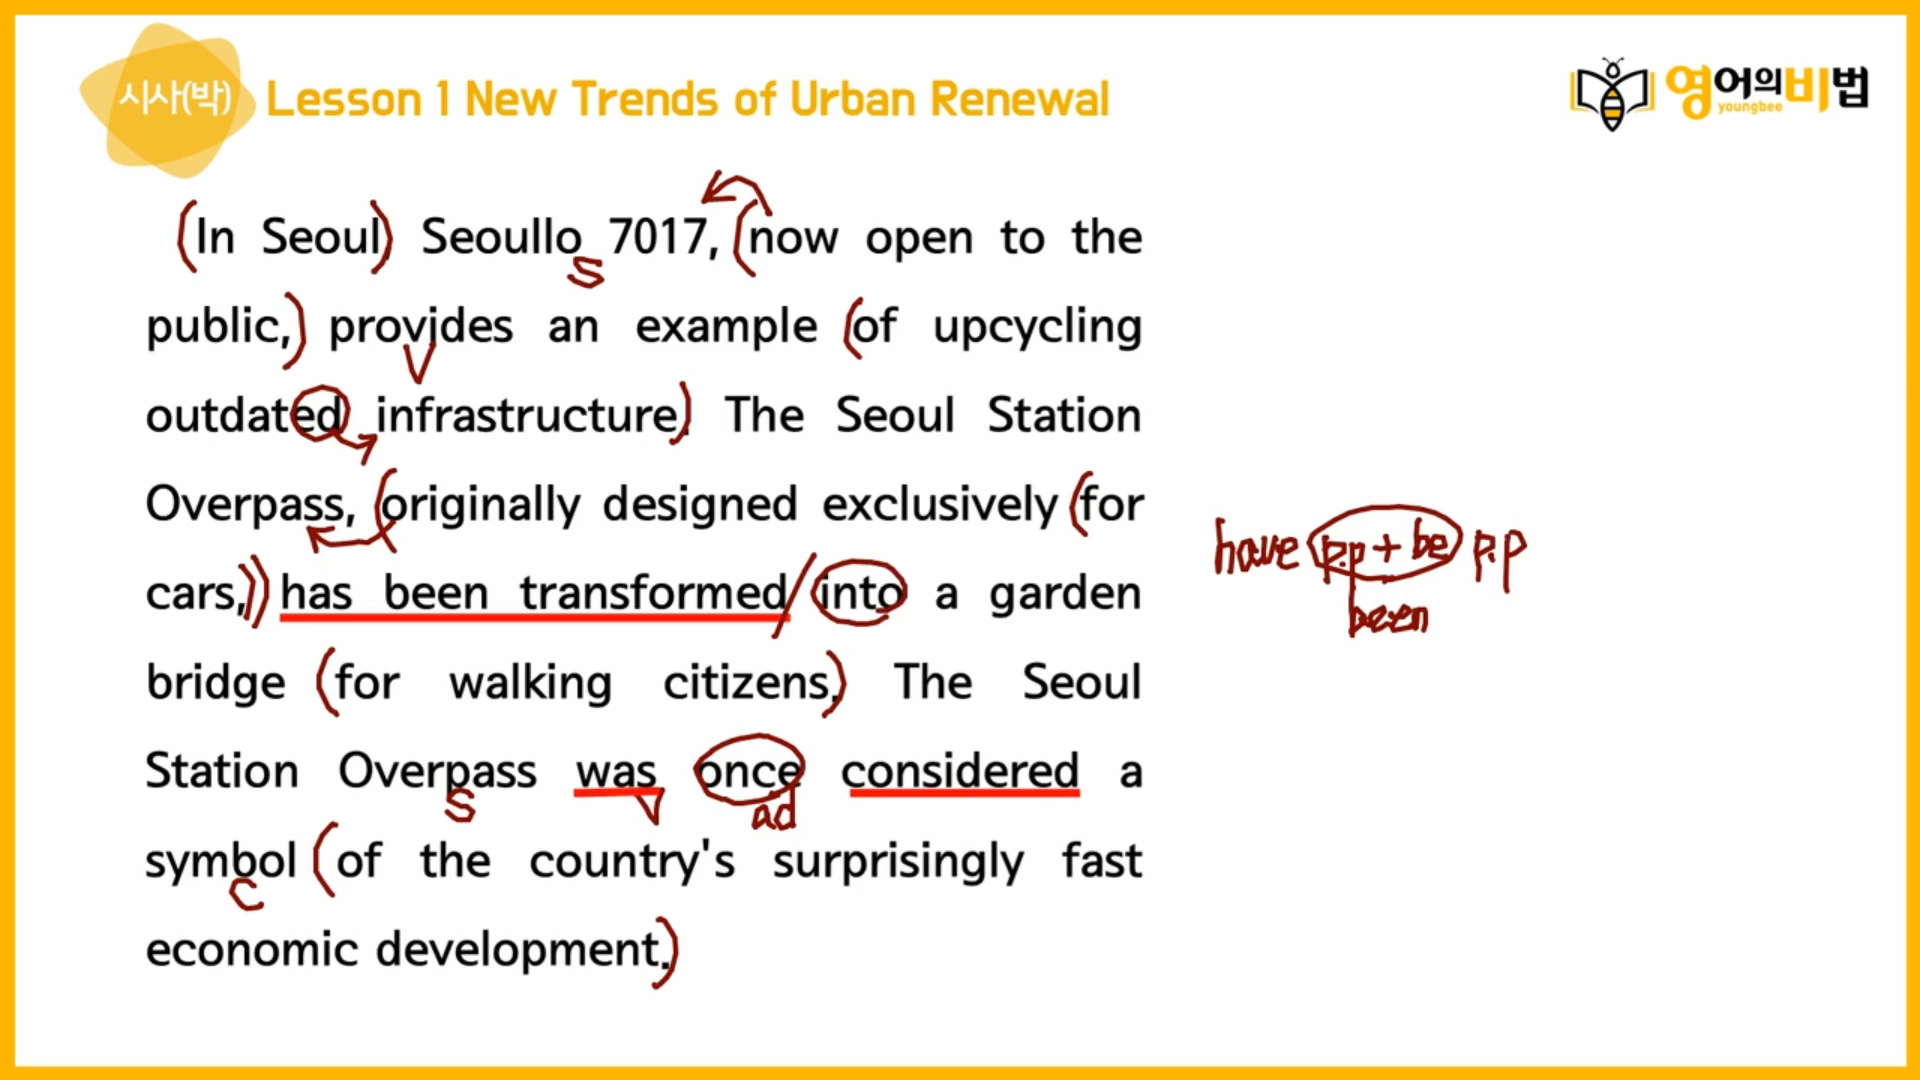 시사(박)
Lesson 1 New Trends of Urban Renewal
영어의비법
youngbee
(In Seoul) Seoullo 7017, (now open to the
S
public,) provides an example (of upcycling
V
outdated infrastructure.) The Seoul Station
Overpass, (originally designed exclusively (for
cars,)) has been transformed / into a garden
have p.p + be p.p
been
bridge (for walking citizens.) The Seoul
Station Overpass was once considered a
S V ad
symbol (of the country's surprisingly fast
C
economic development.)